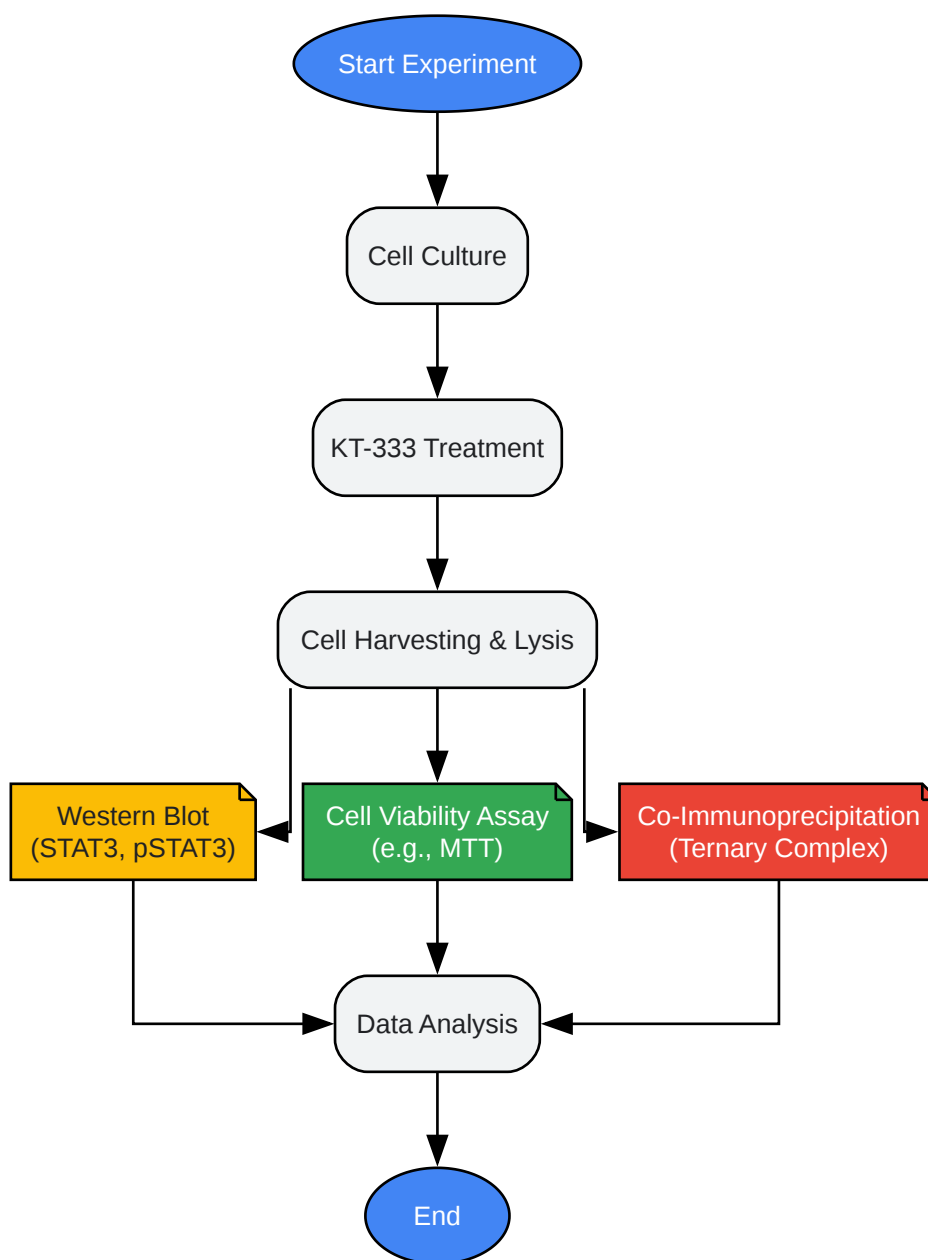 Start Experiment
Cell Culture
KT-333 Treatment
Cell Harvesting & Lysis
Western Blot
(STAT3, pSTAT3)
Cell Viability Assay
(e.g., MTT)
Co-Immunoprecipitation
(Ternary Complex)
Data Analysis
End